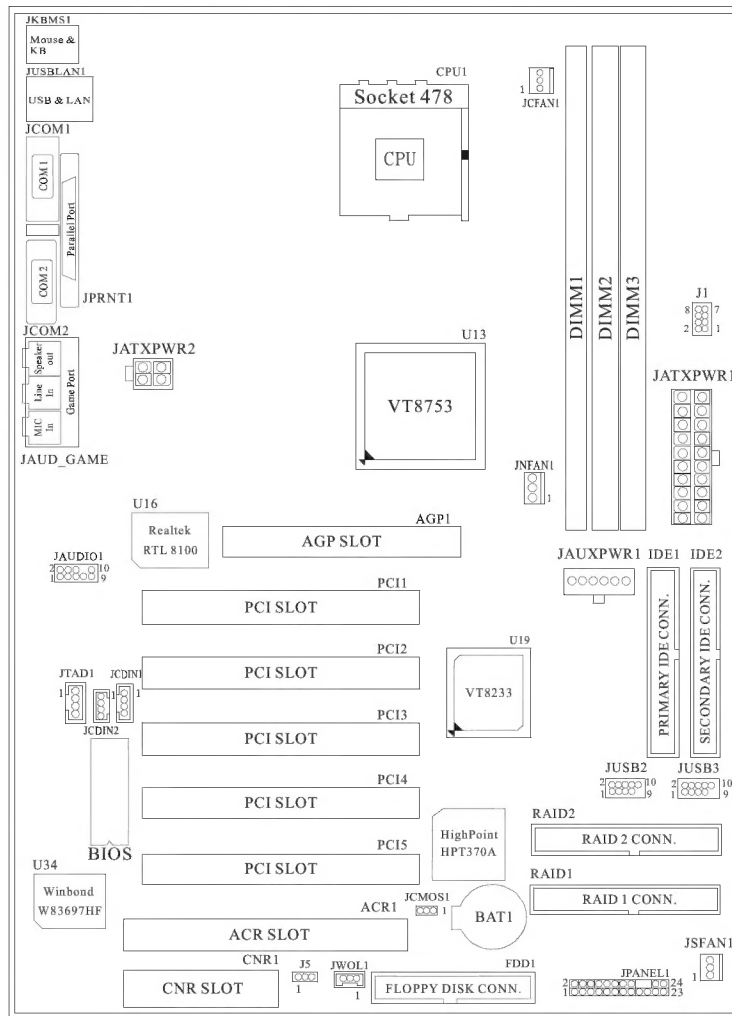 JKBMS1
Mouse &
KB
JUSBLAN1
USB & LAN
JCOM1
COM1
Parallel Port
COM2
JPRNT1
JCOM2
Speaker
out
Line
In
MIC
In
Game Port
JAUD_GAME
JATXPWR2
CPU1
Socket 478
CPU
1
JCFAN1
DIMM1
DIMM2
DIMM3
J1
8 7
2 1
U13
VT8753
JATXPWR1
JNFAN1
1
U16
Realtek
RTL 8100
AGP1
AGP SLOT
JAUDIO1
2 10
1 9
JAUXPWR1
IDE1
IDE2
PRIMARY IDE CONN.
SECONDARY IDE CONN.
PCI1
PCI SLOT
PCI2
PCI SLOT
U19
VT8233
JTAD1
1
JCDIN1
1
1
JCDIN2
PCI3
PCI SLOT
JUSB2
2 10
1 9
JUSB3
2 10
1 9
PCI4
PCI SLOT
BIOS
HighPoint
HPT370A
RAID2
RAID 2 CONN.
PCI5
PCI SLOT
U34
Winbond
W83697HF
RAID1
RAID 1 CONN.
JCMOS1
1
BAT1
ACR1
ACR SLOT
CNR1
CNR SLOT
J5
1
JWOL1
1
FDD1
FLOPPY DISK CONN.
JPANEL1
2 24
1 23
JSFAN1
1